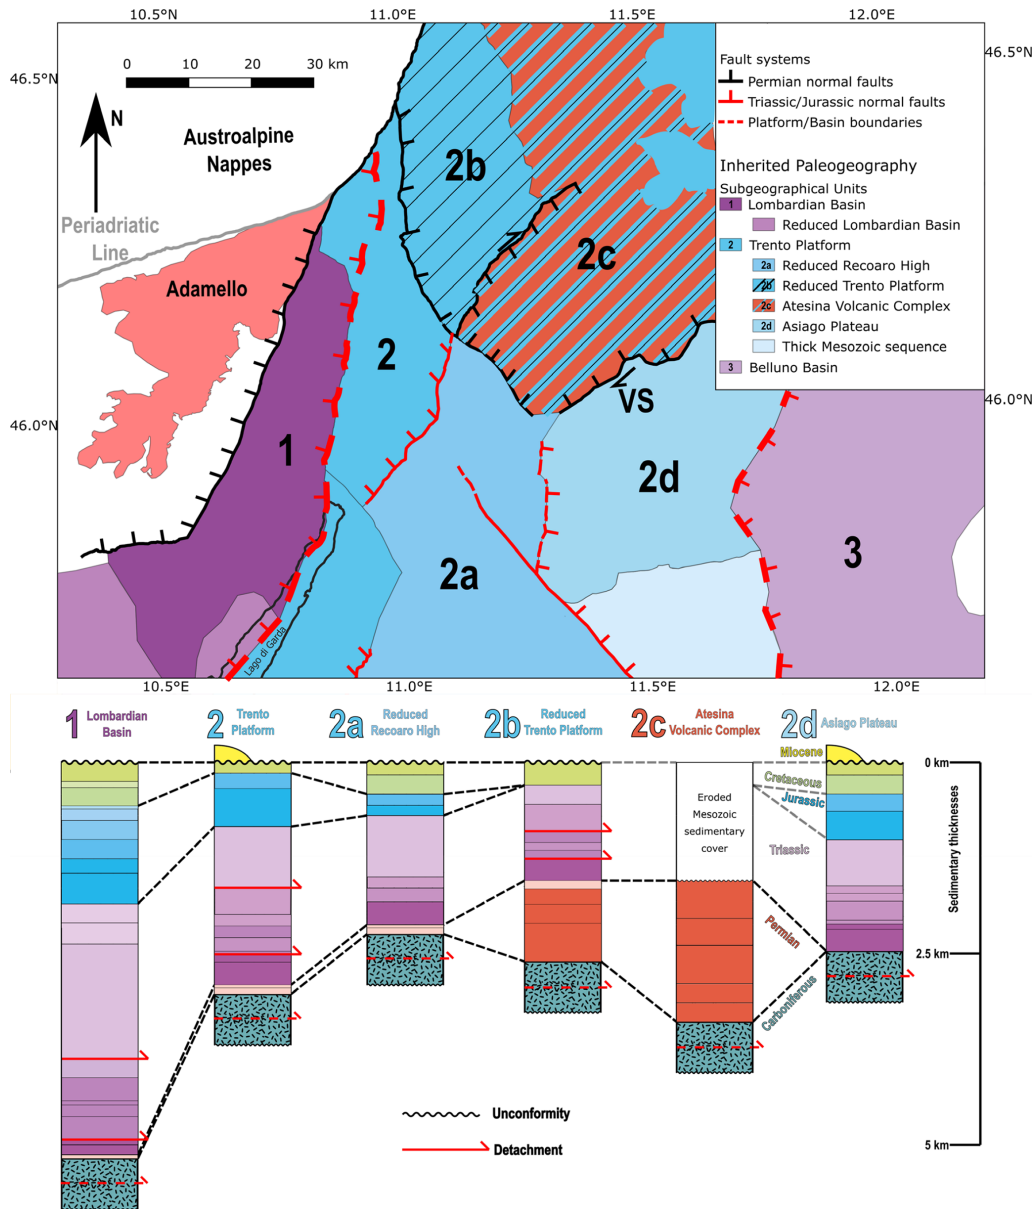 10.5°E
11.0°E
11.5°E
12.0°E
46.5°N
46.5°N
0
10
20
30 km
N
Austroalpine
Nappes
Periadriatic
Line
Adamello
2b
2c
2
1
VS
2d
2a
3
46.0°N
46.0°N
Lago di Garda
Fault systems
Permian normal faults
Triassic/Jurassic normal faults
Platform/Basin boundaries
Inherited Paleogeography
Subgeographical Units
1 Lombardian Basin
Reduced Lombardian Basin
2 Trento Platform
2a Reduced Recoaro High
2b Reduced Trento Platform
2c Atesina Volcanic Complex
2d Asiago Plateau
Thick Mesozoic sequence
3 Belluno Basin
10.5°E
11.0°E
11.5°E
12.0°E
1 Lombardian
Basin
2 Trento
Platform
2a Reduced
Recoaro High
2b Reduced
Trento Platform
2c Atesina
Volcanic Complex
2d Asiago Plateau
Miocene
Cretaceous
Jurassic
Triassic
Permian
Carboniferous
Eroded
Mesozoic
sedimentary
cover
0 km
2.5 km
5 km
Sedimentary thicknesses
Unconformity
Detachment